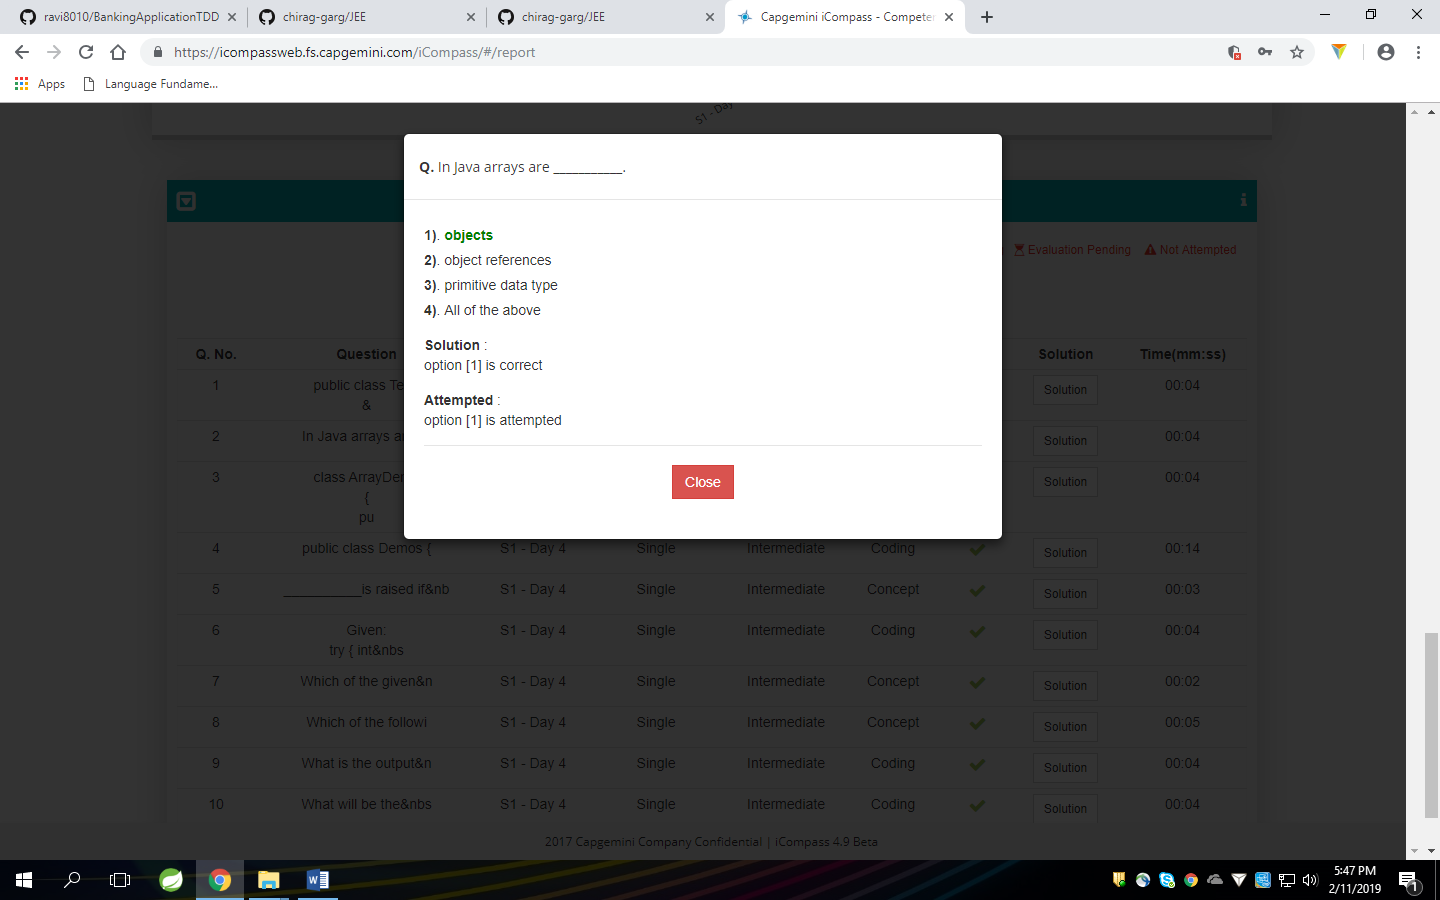 ravi8010/BankingApplicationTDD
chirag-garg/JEE
chirag-garg/JEE
Capgemini iCompass - Competen
https://icompassweb.fs.capgemini.com/iCompass/#/report
Apps
Language Fundame...
S1 - Day
Q. In Java arrays are __________.
1). objects
2). object references
3). primitive data type
4). All of the above
Solution :
option [1] is correct
Attempted :
option [1] is attempted
Close
Evaluation Pending
Not Attempted
Q. No. Question Solution Time(mm:ss)
1 public class Te Solution 00:04
&
2 In Java arrays a Solution 00:04
3 class ArrayDe Solution 00:04
{
pu
4 public class Demos { S1 - Day 4 Single Intermediate Coding Solution 00:14
5 __________is raised if&nb S1 - Day 4 Single Intermediate Concept Solution 00:03
6 Given: S1 - Day 4 Single Intermediate Coding Solution 00:04
try { int&nbs
7 Which of the given&n S1 - Day 4 Single Intermediate Concept Solution 00:02
8 Which of the followi S1 - Day 4 Single Intermediate Concept Solution 00:05
9 What is the output&n S1 - Day 4 Single Intermediate Coding Solution 00:04
10 What will be the&nbs S1 - Day 4 Single Intermediate Coding Solution 00:04
2017 Capgemini Company Confidential | iCompass 4.9 Beta
5:47 PM
2/11/2019
1